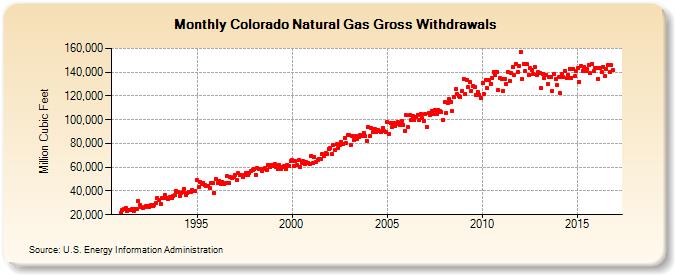 Monthly Colorado Natural Gas Gross Withdrawals
Million Cubic Feet
160,000
140,000
120,000
100,000
80,000
60,000
40,000
20,000
1995 2000 2005 2010 2015
Source: U.S. Energy Information Administration